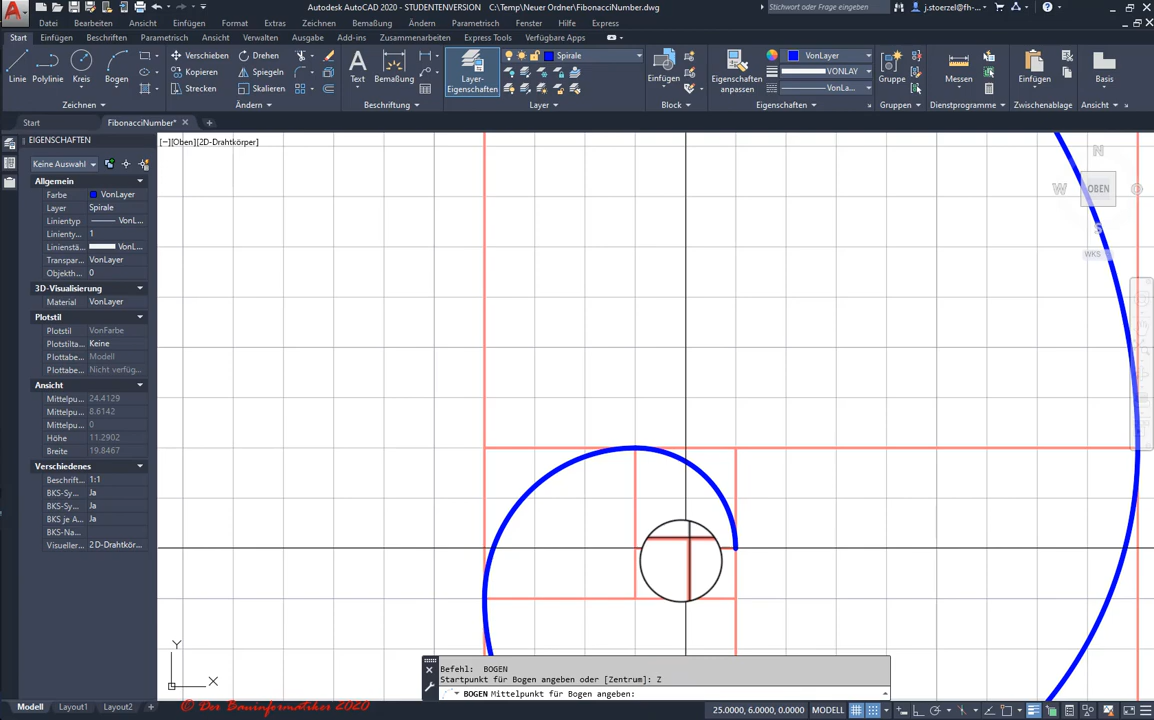 Autodesk AutoCAD 2020 - STUDENTENVERSION C:\Temp\Neuer Ordner\FibonacciNumber.dwg
Stichwort oder Frage eingeben
j.stoerzel@fh-...
Datei Bearbeiten Ansicht Einfügen Format Extras Zeichnen Bemaßung Ändern Parametrisch Fenster Hilfe Express
Start Einfügen Beschriften Parametrisch Ansicht Verwalten Ausgabe Add-ins Zusammenarbeiten Express Tools Verfügbare Apps
Linie Polylinie Kreis Bogen
Verschieben Drehen
Kopieren Spiegeln
Strecken Skalieren
Text Bemaßung
Layer-Eigenschaften
Spirale
Einfügen
Eigenschaften anpassen
VonLayer
VONLAY
VonLa...
Gruppe
Messen
Einfügen
Basis
Zeichnen Ändern Beschriftung Layer Block Eigenschaften Gruppen Dienstprogramme Zwischenablage Ansicht
Start FibonacciNumber*
EIGENSCHAFTEN
[−][Oben][2D-Drahtkörper]
Keine Auswahl
Allgemein
Farbe VonLayer
Layer Spirale
Linientyp VonL...
Linienty... 1
Linienstä... VonL...
Transpar... VonLayer
Objekth... 0
3D-Visualisierung
Material VonLayer
Plotstil
Plotstil VonFarbe
Plotstilta... Keine
Plottabe... Modell
Plottabe... Nicht verfüg...
Ansicht
Mittelpu... 24.4129
Mittelpu... 8.6142
Mittelpu... 0
Höhe 11.2902
Breite 19.8467
Verschiedenes
Beschrift... 1:1
BKS-Sy... Ja
BKS-Sy... Ja
BKS je A... Ja
BKS-Na...
Visueller... 2D-Drahtkör...
N
W OBEN O
S
WKS
Y
X
Befehl: BOGEN
Startpunkt für Bogen angeben oder [Zentrum]: Z
BOGEN Mittelpunkt für Bogen angeben:
© Der Bauinformatiker 2020
Modell Layout1 Layout2
25.0000, 6.0000, 0.0000 MODELL